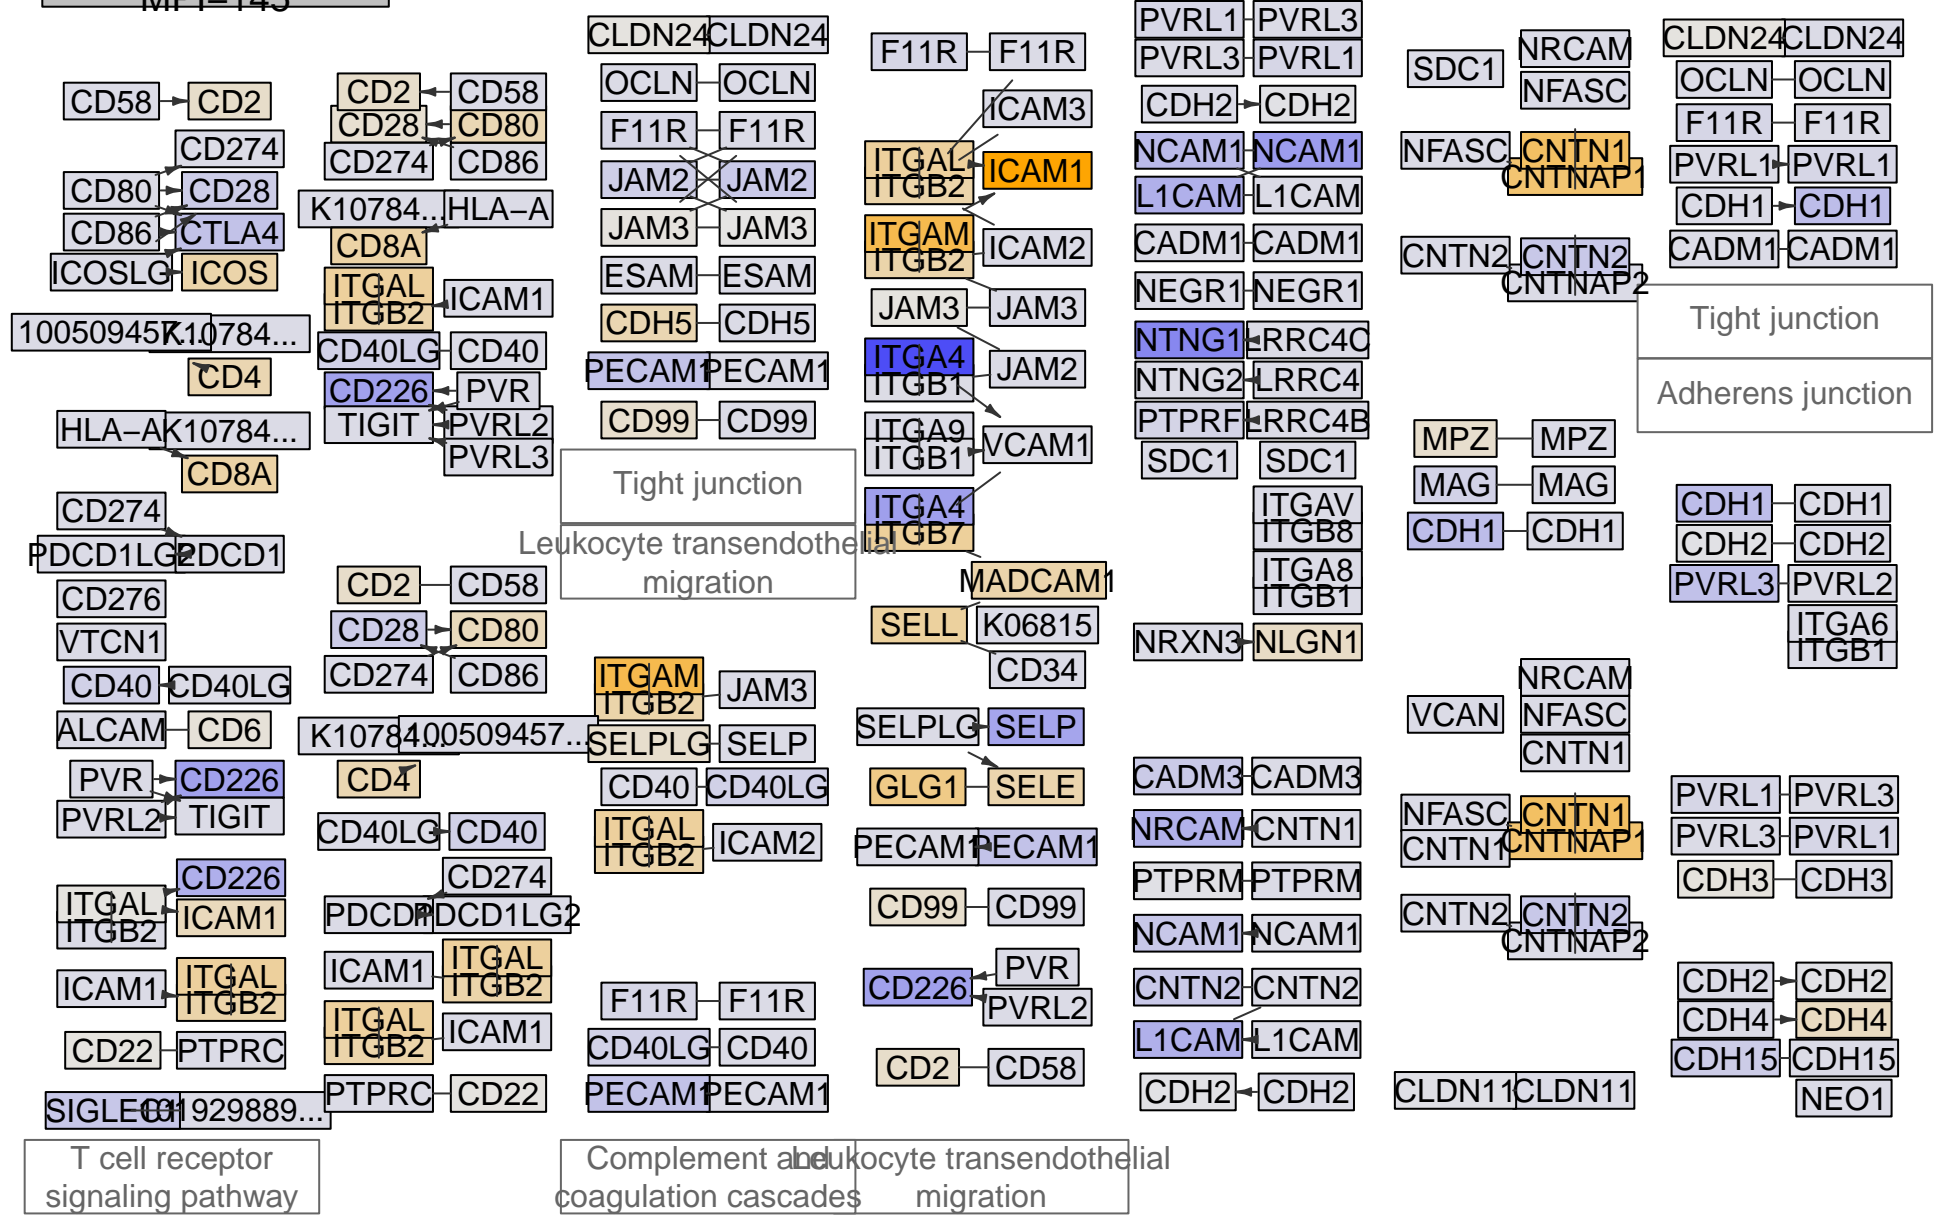 MFI−145
CD58
CD2
CD274
CD80
CD28
CD86
CTLA4
ICOSLG
ICOS
K10784...
CD4
HLA−A
K10784...
CD8A
CD274
PDCD1LG2
PDCD1
CD276
VTCN1
CD40
CD40LG
ALCAM
CD6
PVR
CD226
PVRL2
TIGIT
CD226
ITGAL
ITGB2
ICAM1
ICAM1
ITGAL
ITGB2
CD22
PTPRC
T cell receptor
signaling pathway
CD2
CD58
CD28
CD80
CD274
CD86
K10784...
HLA−A
CD8A
ITGAL
ITGB2
ICAM1
CD40LG
CD40
CD226
PVR
TIGIT
PVRL2
PVRL3
CD2
CD58
CD28
CD80
CD274
CD86
K10784...
100509457...
CD4
CD40LG
CD40
CD274
PDCD1
PDCD1LG2
ICAM1
ITGAL
ITGB2
ITGAL
ITGB2
ICAM1
PTPRC
CD22
CLDN24
CLDN24
OCLN
OCLN
F11R
F11R
JAM2
JAM2
JAM3
JAM3
ESAM
ESAM
CDH5
CDH5
PECAM1
PECAM1
CD99
CD99
Tight junction
Leukocyte transendothelial
migration
ITGAM
ITGB2
JAM3
SELPLG
SELP
CD40
CD40LG
ITGAL
ITGB2
ICAM2
F11R
F11R
CD40LG
CD40
PECAM1
PECAM1
Complement and
coagulation cascades
F11R
F11R
ICAM3
ITGAL
ITGB2
ICAM1
ITGAM
ITGB2
ICAM2
JAM3
JAM3
ITGA4
ITGB1
JAM2
ITGA9
ITGB1
VCAM1
ITGA4
ITGB7
MADCAM1
SELL
K06815
CD34
SELPLG
SELP
GLG1
SELE
PECAM1
PECAM1
CD99
CD99
CD226
PVR
PVRL2
CD2
CD58
Leukocyte transendothelial
migration
PVRL1
PVRL3
PVRL3
PVRL1
CDH2
CDH2
NCAM1
NCAM1
L1CAM
L1CAM
CADM1
CADM1
NEGR1
NEGR1
NTNG1
LRRC4C
NTNG2
LRRC4
PTPRF
LRRC4B
SDC1
SDC1
ITGAV
ITGB8
ITGA8
ITGB1
NRXN3
NLGN1
CADM3
CADM3
NRCAM
CNTN1
PTPRM
PTPRM
NCAM1
NCAM1
CNTN2
CNTN2
L1CAM
L1CAM
CDH2
CDH2
SDC1
NRCAM
NFASC
NFASC
CNTN1
CNTNAP1
CNTN2
CNTN2
CNTNAP2
MPZ
MPZ
MAG
MAG
CDH1
CDH1
VCAN
NRCAM
NFASC
CNTN1
NFASC
CNTN1
CNTN1
CNTNAP1
CNTN2
CNTN2
CNTNAP2
CLDN11
CLDN11
CLDN24
CLDN24
OCLN
OCLN
F11R
F11R
PVRL1
PVRL1
CDH1
CDH1
CADM1
CADM1
Tight junction
Adherens junction
CDH1
CDH1
CDH2
CDH2
PVRL3
PVRL2
ITGA6
ITGB1
PVRL1
PVRL3
PVRL3
PVRL1
CDH3
CDH3
CDH2
CDH2
CDH4
CDH4
CDH15
CDH15
NEO1